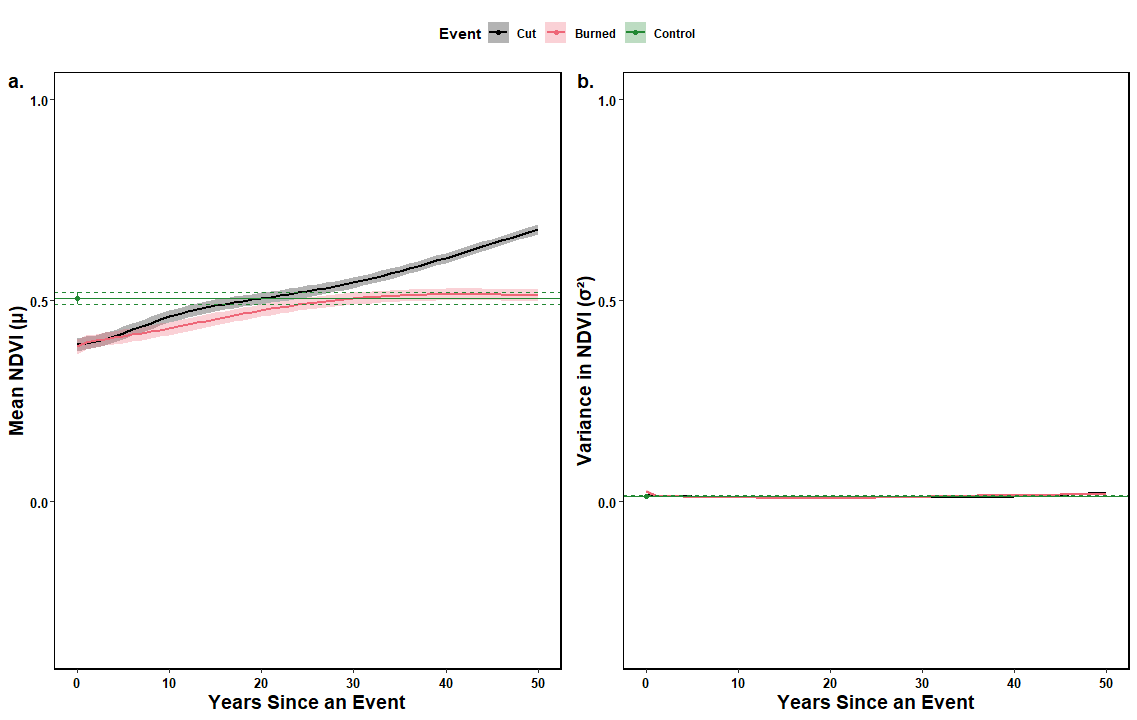 Event Cut Burned Control
a.
1.0
0.5
0.0
Mean NDVI (μ)
0 10 20 30 40 50
Years Since an Event
b.
1.0
0.5
0.0
Variance in NDVI (σ²)
0 10 20 30 40 50
Years Since an Event